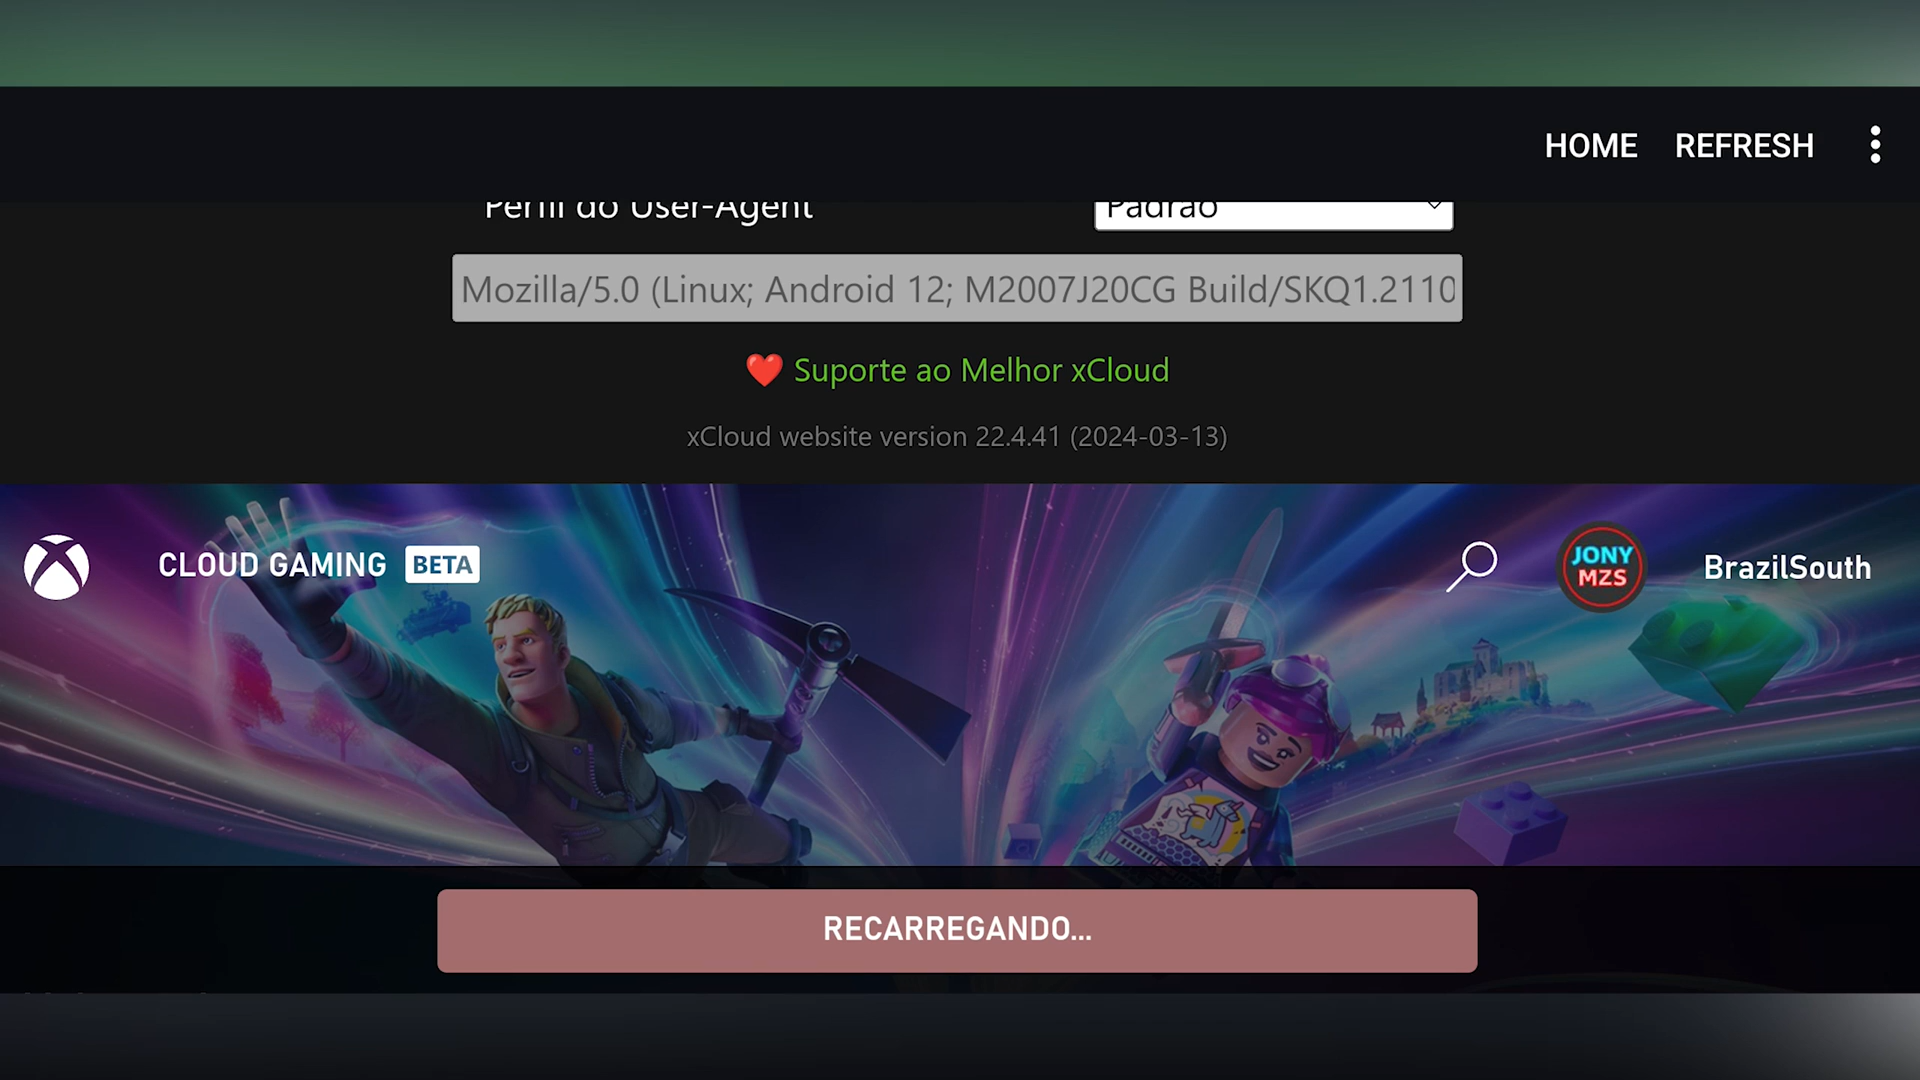 HOME REFRESH
Perfil do User-Agent Padrão
Mozilla/5.0 (Linux; Android 12; M2007J20CG Build/SKQ1.2110
❤️ Suporte ao Melhor xCloud
xCloud website version 22.4.41 (2024-03-13)
CLOUD GAMING BETA JONY MZS BrazilSouth
RECARREGANDO...